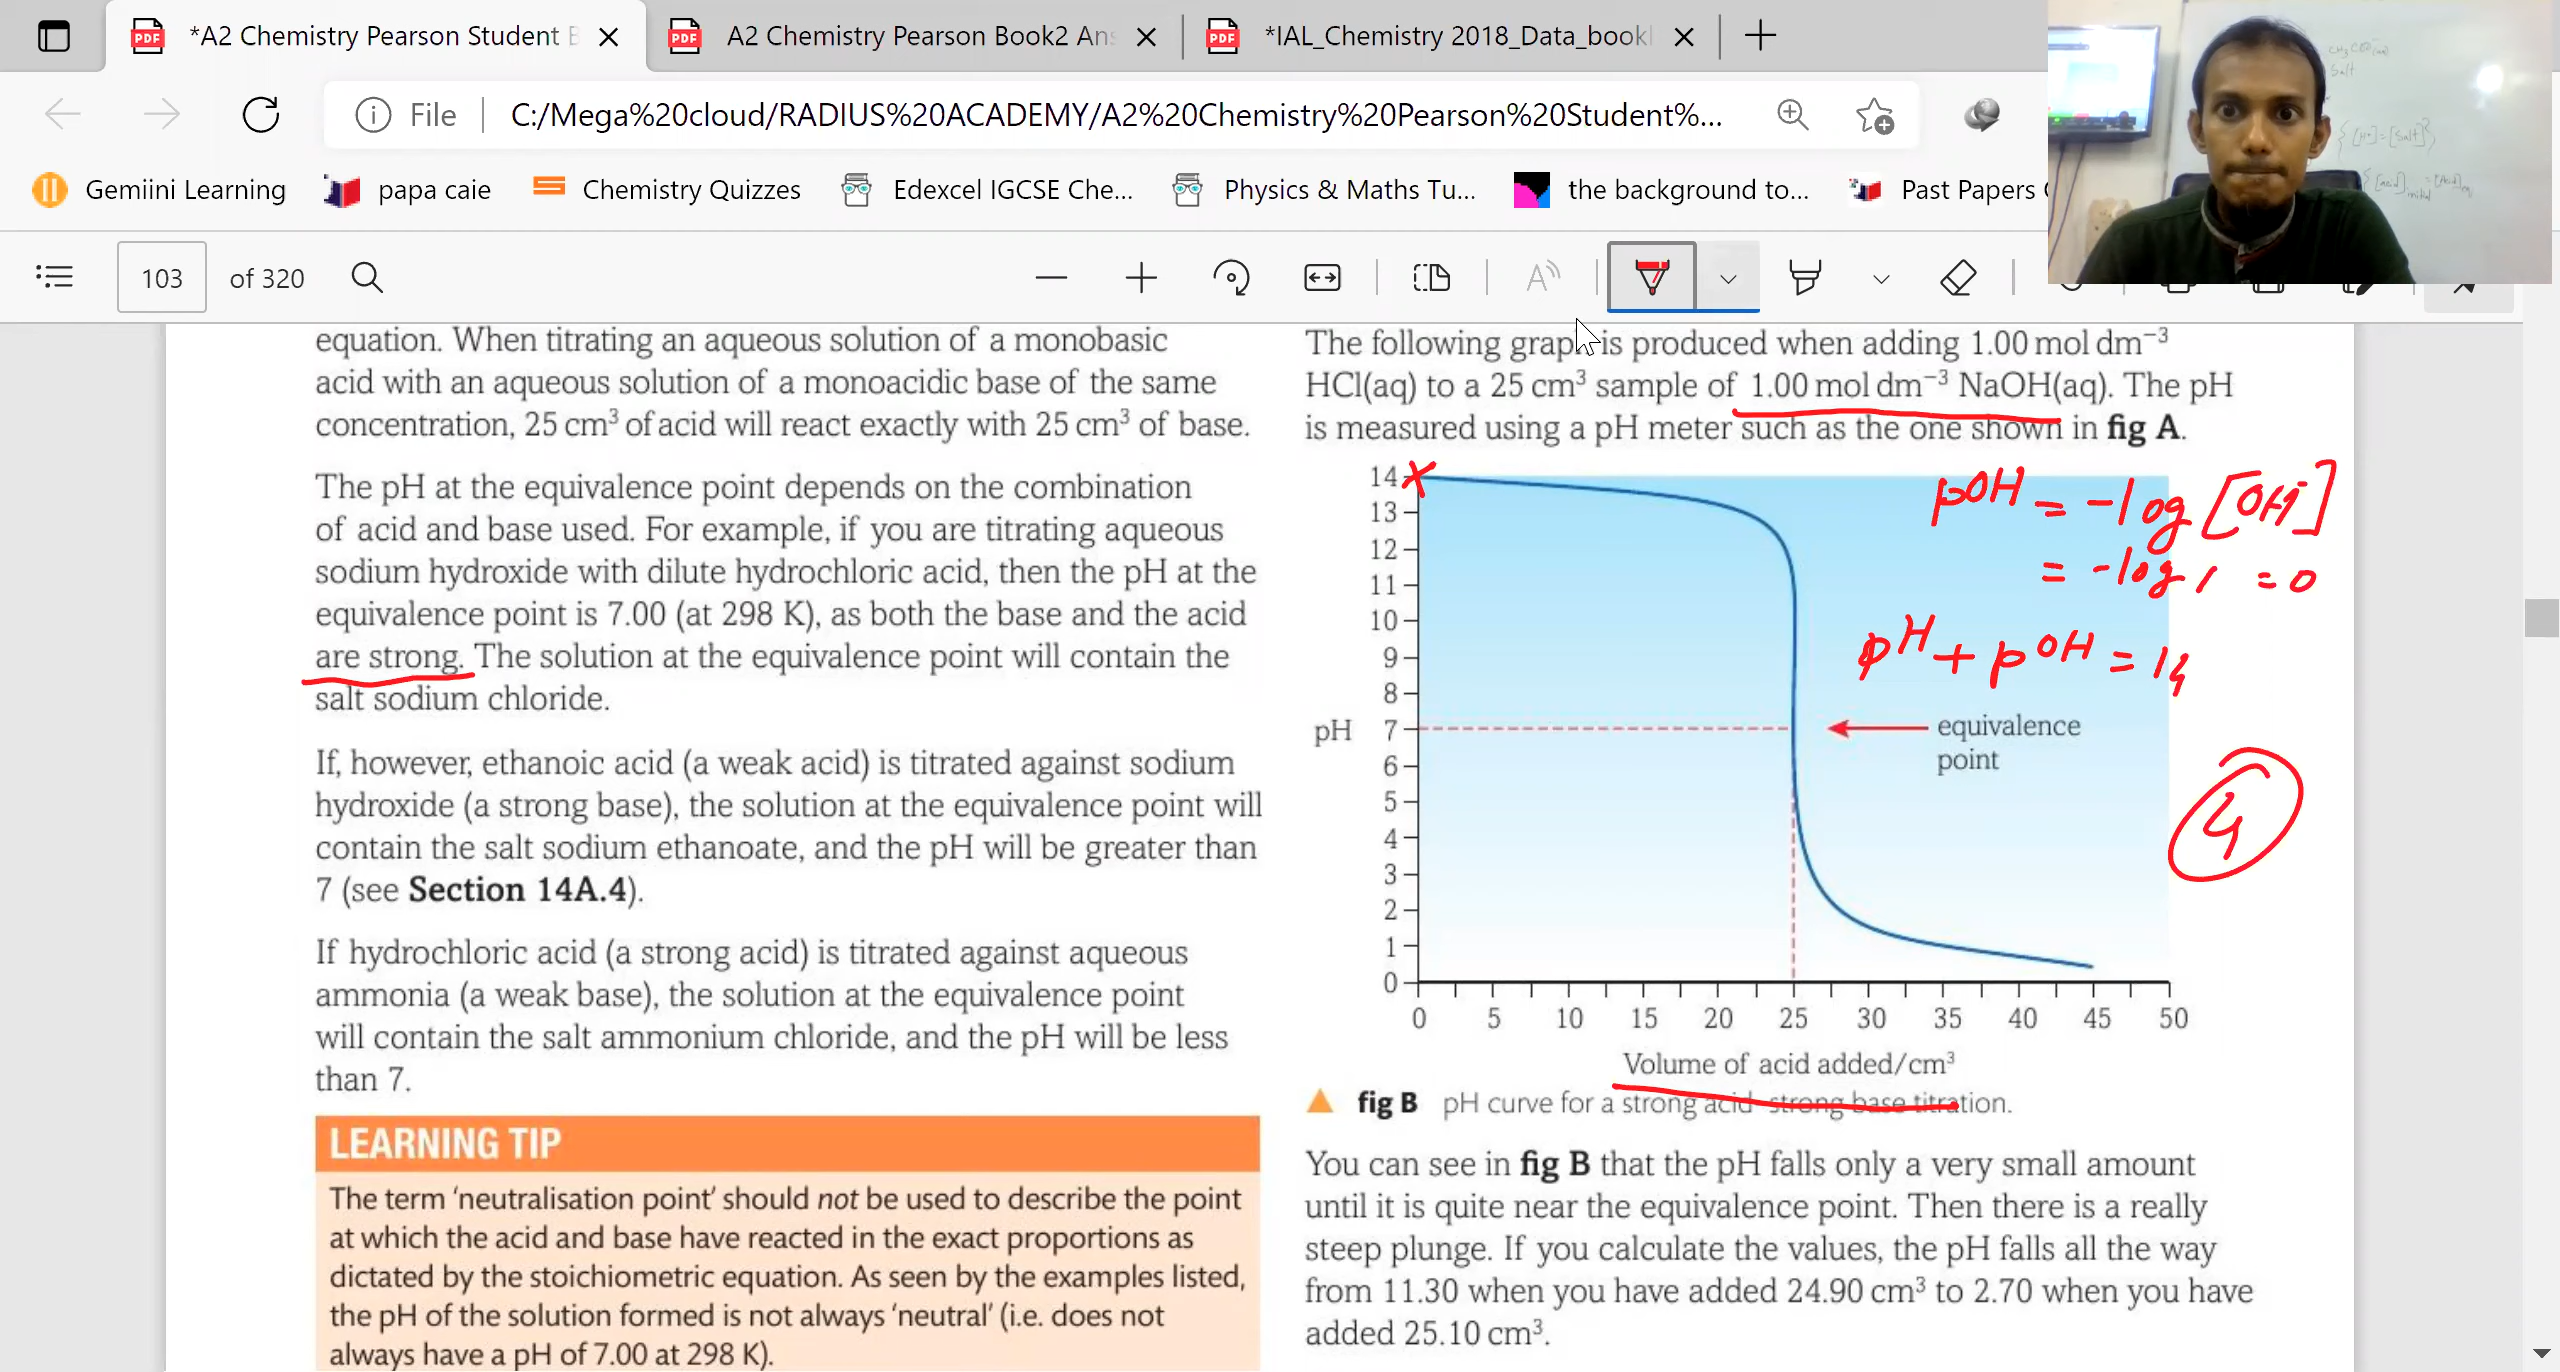 *A2 Chemistry Pearson Student B
A2 Chemistry Pearson Book2 Ans
*IAL_Chemistry 2018_Data_bookl
File
C:/Mega%20cloud/RADIUS%20ACADEMY/A2%20Chemistry%20Pearson%20Student%...
Gemiini Learning
papa caie
Chemistry Quizzes
Edexcel IGCSE Che...
Physics & Maths Tu...
the background to...
Past Papers
103 of 320
equation. When titrating an aqueous solution of a monobasic
acid with an aqueous solution of a monoacidic base of the same
concentration, 25 cm³ of acid will react exactly with 25 cm³ of base.
The pH at the equivalence point depends on the combination
of acid and base used. For example, if you are titrating aqueous
sodium hydroxide with dilute hydrochloric acid, then the pH at the
equivalence point is 7.00 (at 298 K), as both the base and the acid
are strong. The solution at the equivalence point will contain the
salt sodium chloride.
If, however, ethanoic acid (a weak acid) is titrated against sodium
hydroxide (a strong base), the solution at the equivalence point will
contain the salt sodium ethanoate, and the pH will be greater than
7 (see Section 14A.4).
If hydrochloric acid (a strong acid) is titrated against aqueous
ammonia (a weak base), the solution at the equivalence point
will contain the salt ammonium chloride, and the pH will be less
than 7.
LEARNING TIP
The term 'neutralisation point' should not be used to describe the point
at which the acid and base have reacted in the exact proportions as
dictated by the stoichiometric equation. As seen by the examples listed,
the pH of the solution formed is not always 'neutral' (i.e. does not
always have a pH of 7.00 at 298 K).
The following graph is produced when adding 1.00 mol dm⁻³
HCl(aq) to a 25 cm³ sample of 1.00 mol dm⁻³ NaOH(aq). The pH
is measured using a pH meter such as the one shown in fig A.
14
13
12
11
10
9
8
7
6
5
4
3
2
1
0
pH
pOH = -log [OH⁻]
= -log 1 = 0
pH + pOH = 14
equivalence
point
4
0 5 10 15 20 25 30 35 40 45 50
Volume of acid added/cm³
fig B pH curve for a strong acid–strong base titration.
You can see in fig B that the pH falls only a very small amount
until it is quite near the equivalence point. Then there is a really
steep plunge. If you calculate the values, the pH falls all the way
from 11.30 when you have added 24.90 cm³ to 2.70 when you have
added 25.10 cm³.